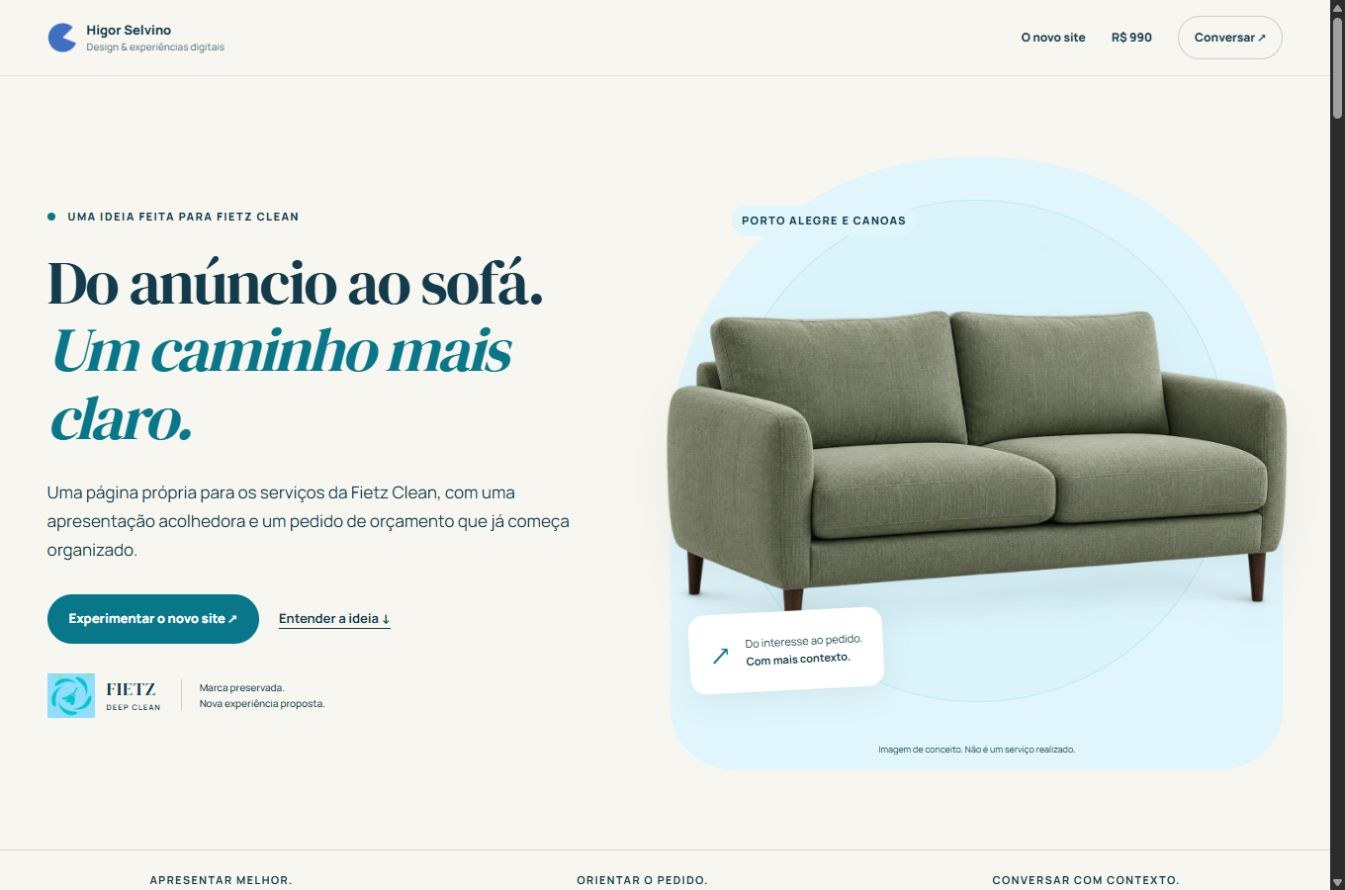 Higor Selvino
Design & experiências digitais
O novo site
R$ 990
Conversar ↗
UMA IDEIA FEITA PARA FIETZ CLEAN
Do anúncio ao sofá.
Um caminho mais
claro.
Uma página própria para os serviços da Fietz Clean, com uma
apresentação acolhedora e um pedido de orçamento que já começa
organizado.
Experimentar o novo site ↗
Entender a ideia ↓
FIETZ
DEEP CLEAN
Marca preservada.
Nova experiência proposta.
PORTO ALEGRE E CANOAS
↗
Do interesse ao pedido.
Com mais contexto.
Imagem de conceito. Não é um serviço realizado.
APRESENTAR MELHOR.
ORIENTAR O PEDIDO.
CONVERSAR COM CONTEXTO.